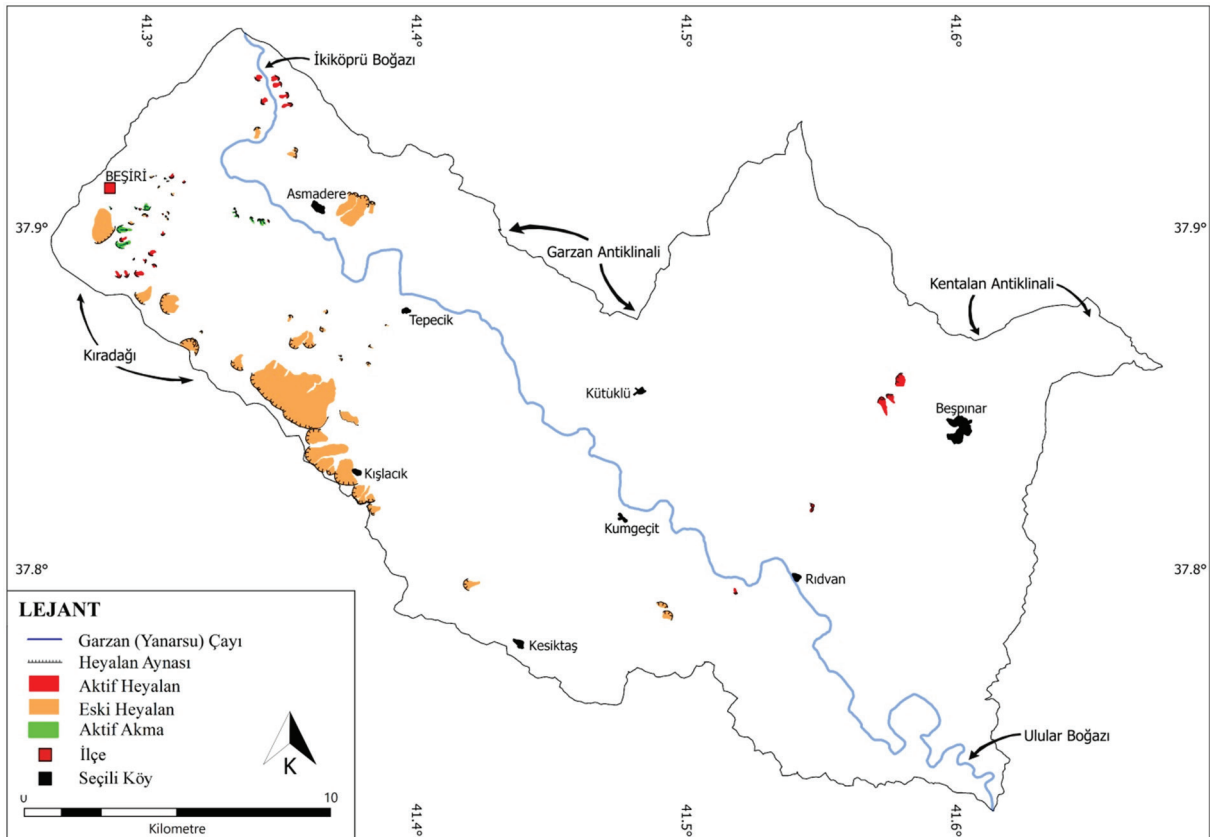 41.3°
41.4°
41.5°
41.6°
İkiköprü Boğazı
BEŞİRİ
Asmadere
37.9°
37.9°
Garzan Antiklinali
Kentalan Antiklinali
Tepecik
Kıradağı
Kütüklü
Beşpınar
Kışlacık
Kumgeçit
37.8°
37.8°
Rıdvan
Kesiktaş
Ulular Boğazı
LEJANT
Garzan (Yanarsu) Çayı
Heyalan Aynası
Aktif Heyalan
Eski Heyalan
Aktif Akma
İlçe
Seçili Köy
K
0 10
Kilometre
41.4°
41.5°
41.6°